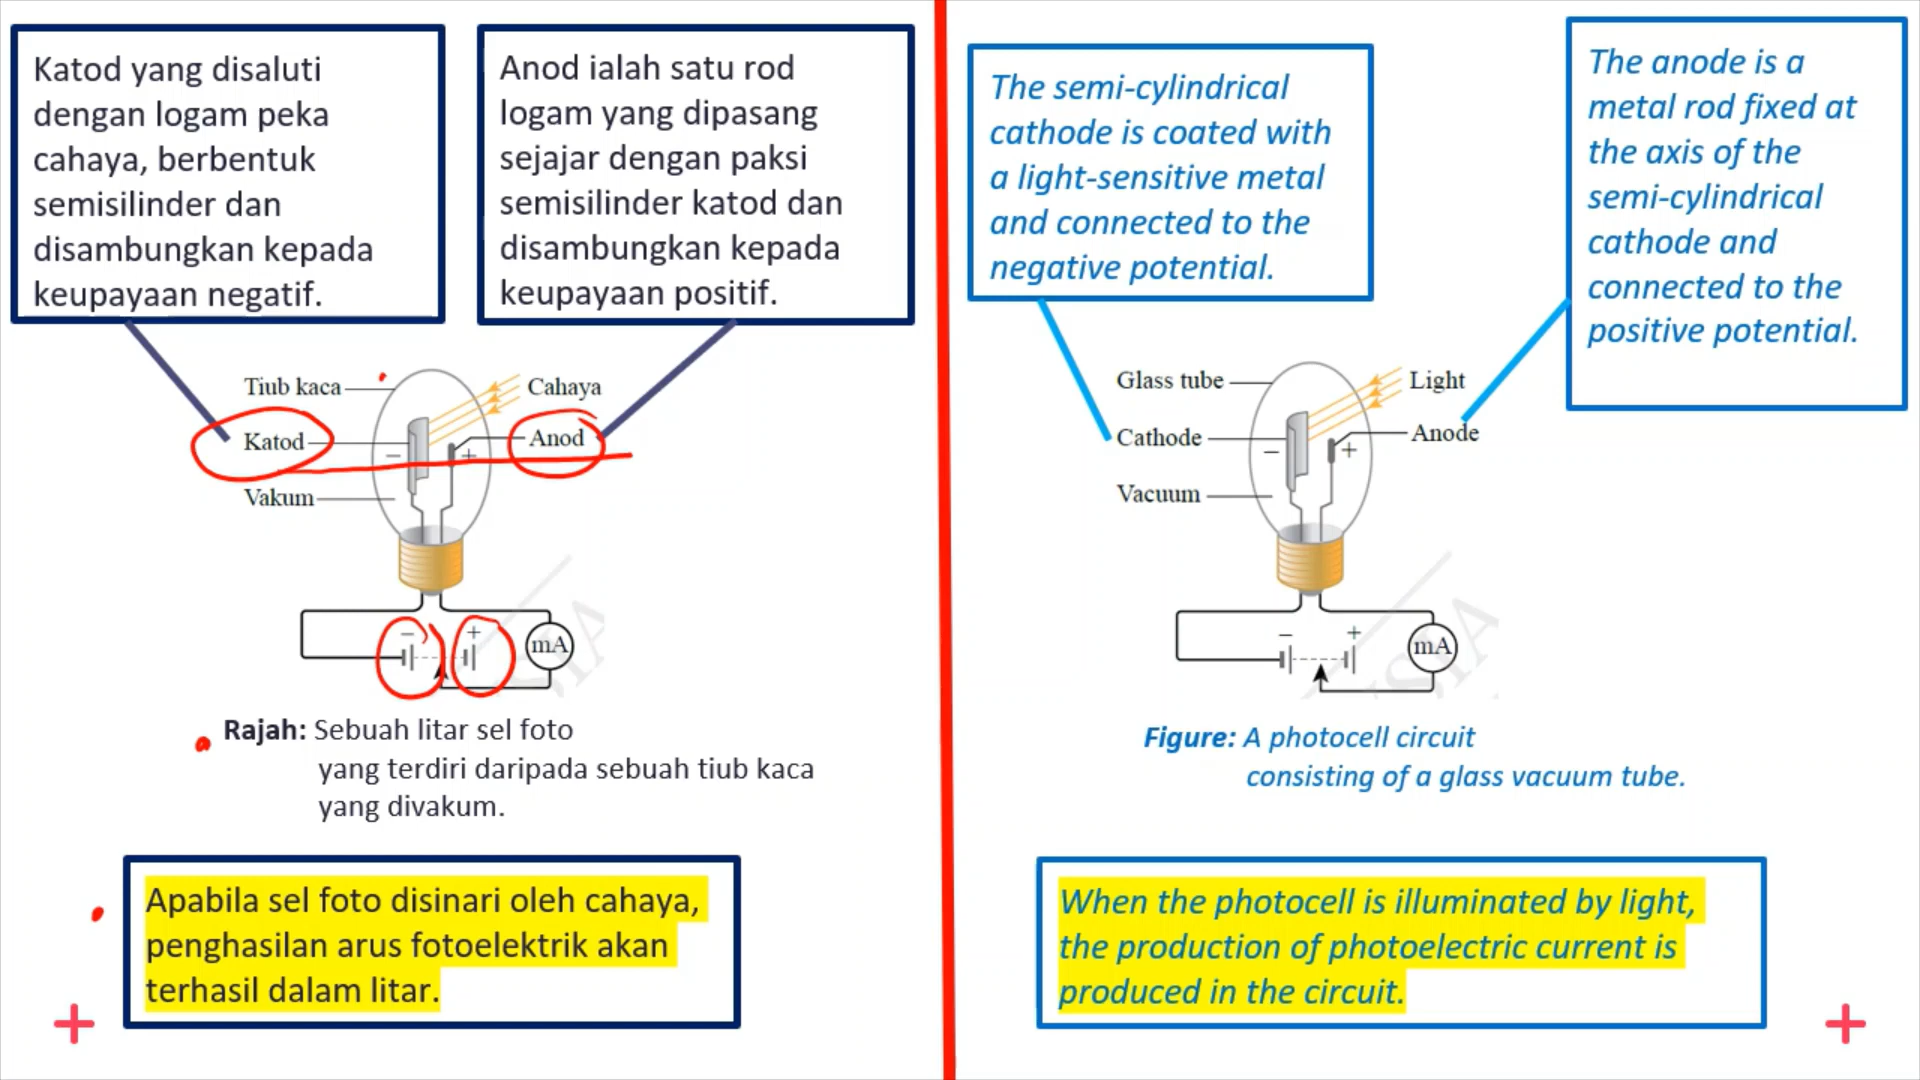 Katod yang disaluti
dengan logam peka
cahaya, berbentuk
semisilinder dan
disambungkan kepada
keupayaan negatif.
Anod ialah satu rod
logam yang dipasang
sejajar dengan paksi
semisilinder katod dan
disambungkan kepada
keupayaan positif.
Tiub kaca
Cahaya
Katod
Anod
− +
Vakum
− +
mA
Rajah: Sebuah litar sel foto
yang terdiri daripada sebuah tiub kaca
yang divakum.
Apabila sel foto disinari oleh cahaya,
penghasilan arus fotoelektrik akan
terhasil dalam litar.
The semi-cylindrical
cathode is coated with
a light-sensitive metal
and connected to the
negative potential.
The anode is a
metal rod fixed at
the axis of the
semi-cylindrical
cathode and
connected to the
positive potential.
Glass tube
Light
Cathode
Anode
− +
Vacuum
− +
mA
Figure: A photocell circuit
consisting of a glass vacuum tube.
When the photocell is illuminated by light,
the production of photoelectric current is
produced in the circuit.